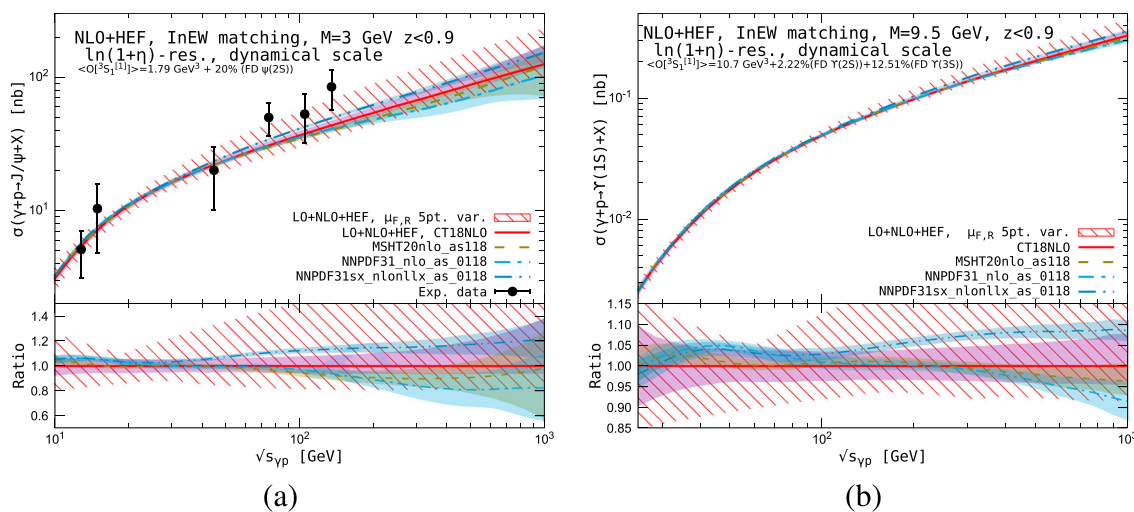 NLO+HEF, InEW matching, M=3 GeV z<0.9
ln(1+η)-res., dynamical scale
<O[³S₁^[1]]>=1.79 GeV³ + 20% (FD ψ(2S))
σ(γ+p→J/ψ+X) [nb]
10²
10¹
LO+NLO+HEF, μF,R 5pt. var.
LO+NLO+HEF, CT18NLO
MSHT20nlo_as118
NNPDF31_nlo_as_0118
NNPDF31sx_nlonllx_as_0118
Exp. data
Ratio
1.4
1.2
1.0
0.8
0.6
10¹
10²
10³
√sγp [GeV]
(a)
NLO+HEF, InEW matching, M=9.5 GeV, z<0.9
ln(1+η)-res., dynamical scale
<O[³S₁^[1]]>=10.7 GeV³+2.22%(FD ϒ(2S))+12.51%(FD ϒ(3S))
σ(γ+p→ϒ(1S)+X) [nb]
10⁻¹
10⁻²
LO+NLO+HEF, μF,R 5pt. var.
CT18NLO
MSHT20nlo_as118
NNPDF31_nlo_as_0118
NNPDF31sx_nlonllx_as_0118
Ratio
1.15
1.10
1.05
1.00
0.95
0.90
0.85
10²
10³
√sγp [GeV]
(b)